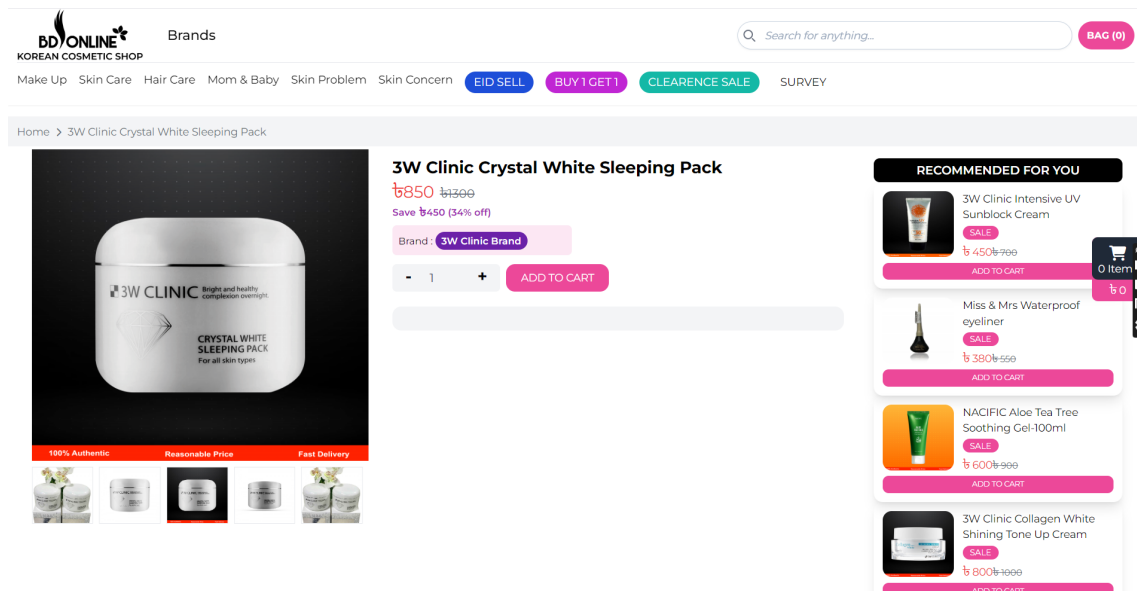 BD ONLINE
KOREAN COSMETIC SHOP
Brands
Search for anything...
BAG (0)
Make Up Skin Care Hair Care Mom & Baby Skin Problem Skin Concern EID SELL BUY 1 GET 1 CLEARENCE SALE SURVEY
Home > 3W Clinic Crystal White Sleeping Pack
3W CLINIC
Bright and healthy
complexion overnight.
CRYSTAL WHITE
SLEEPING PACK
For all skin types
100% Authentic Reasonable Price Fast Delivery
3W Clinic Crystal White Sleeping Pack
৳850 ৳1300
Save ৳450 (34% off)
Brand : 3W Clinic Brand
- 1 + ADD TO CART
RECOMMENDED FOR YOU
3W Clinic Intensive UV
Sunblock Cream
SALE
৳ 450৳ 700
ADD TO CART
Miss & Mrs Waterproof
eyeliner
SALE
৳ 380৳ 550
ADD TO CART
NACIFIC Aloe Tea Tree
Soothing Gel-100ml
SALE
৳ 600৳ 900
ADD TO CART
3W Clinic Collagen White
Shining Tone Up Cream
SALE
৳ 800৳ 1000
ADD TO CART
0 Item
৳ 0